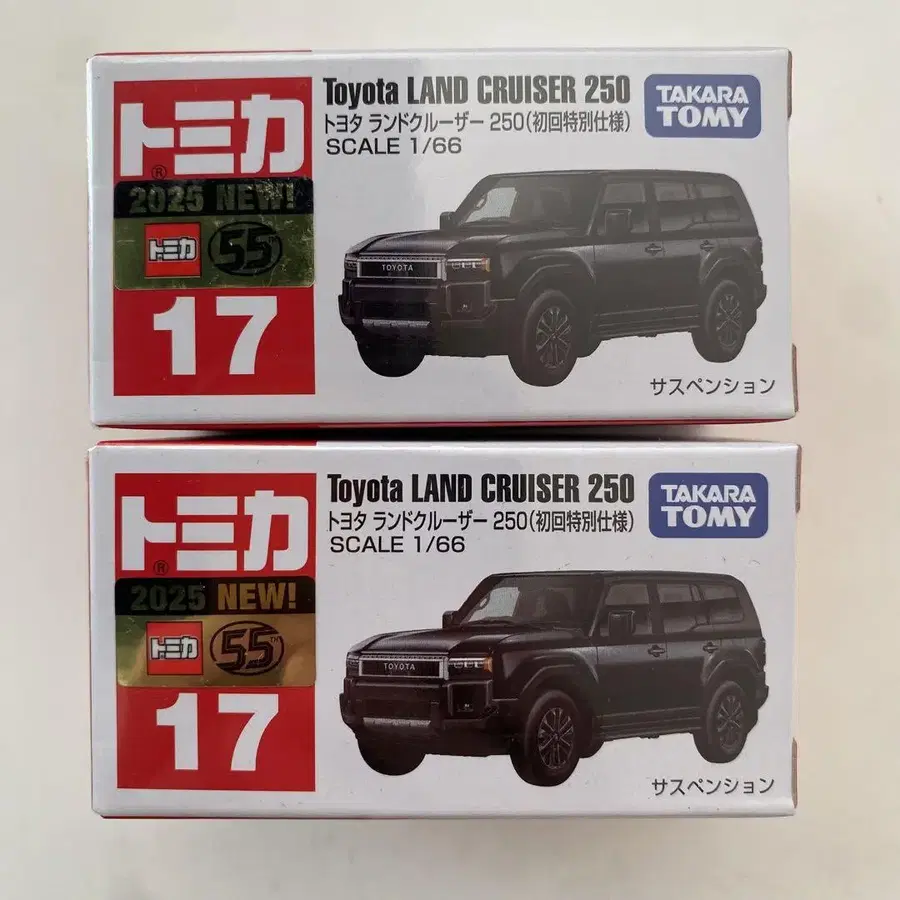 トミカ
®
2025 NEW!
トミカ 55TH
17
Toyota LAND CRUISER 250
トヨタ ランドクルーザー 250(初回特別仕様)
SCALE 1/66
TAKARA
TOMY
TOYOTA
サスペンション
トミカ
®
2025 NEW!
トミカ 55TH
17
Toyota LAND CRUISER 250
トヨタ ランドクルーザー 250(初回特別仕様)
SCALE 1/66
TAKARA
TOMY
TOYOTA
サスペンション